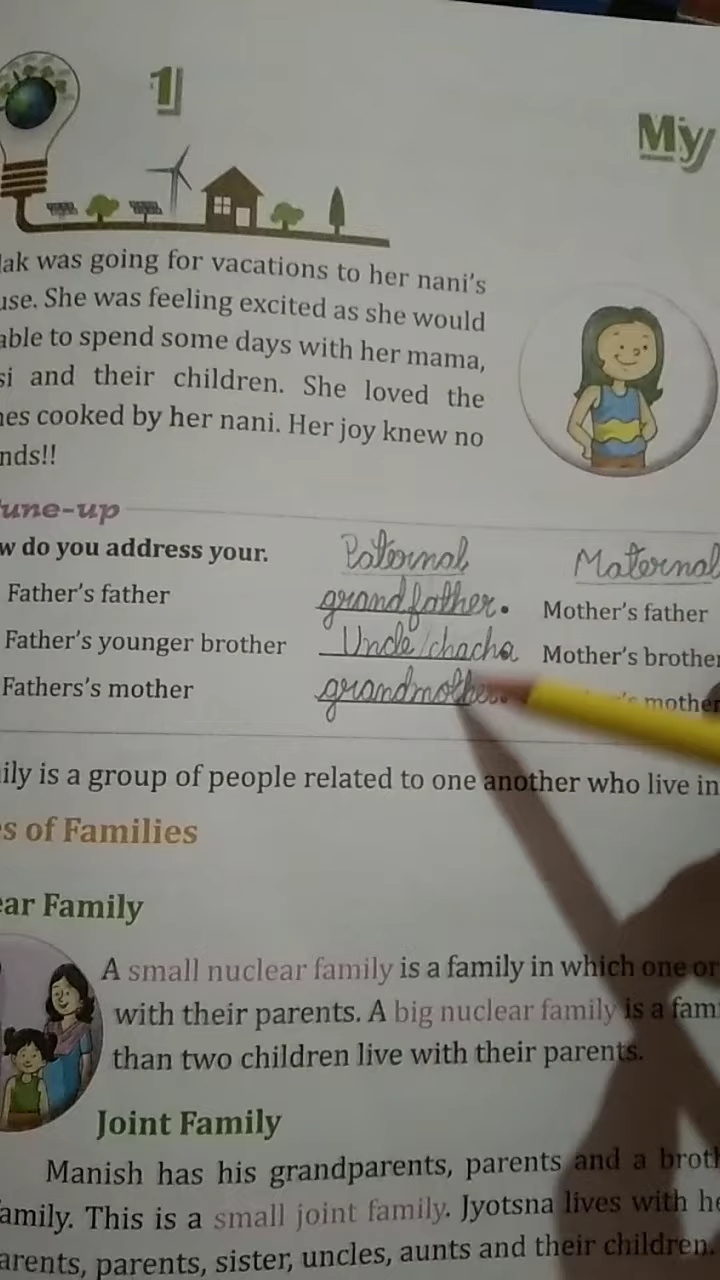 1
My
lak was going for vacations to her nani's
use. She was feeling excited as she would
able to spend some days with her mama,
si and their children. She loved the
hes cooked by her nani. Her joy knew no
nds!!
une-up
w do you address your.
Paternal
Maternal
Father's father grandfather. Mother's father
Father's younger brother Uncle/chacha Mother's brother
Fathers's mother grandmother. mother
ily is a group of people related to one another who live in
s of Families
ear Family
A small nuclear family is a family in which one or
with their parents. A big nuclear family is a fam
than two children live with their parents.
Joint Family
Manish has his grandparents, parents and a broth
amily. This is a small joint family. Jyotsna lives with he
arents, parents, sister, uncles, aunts and their children.